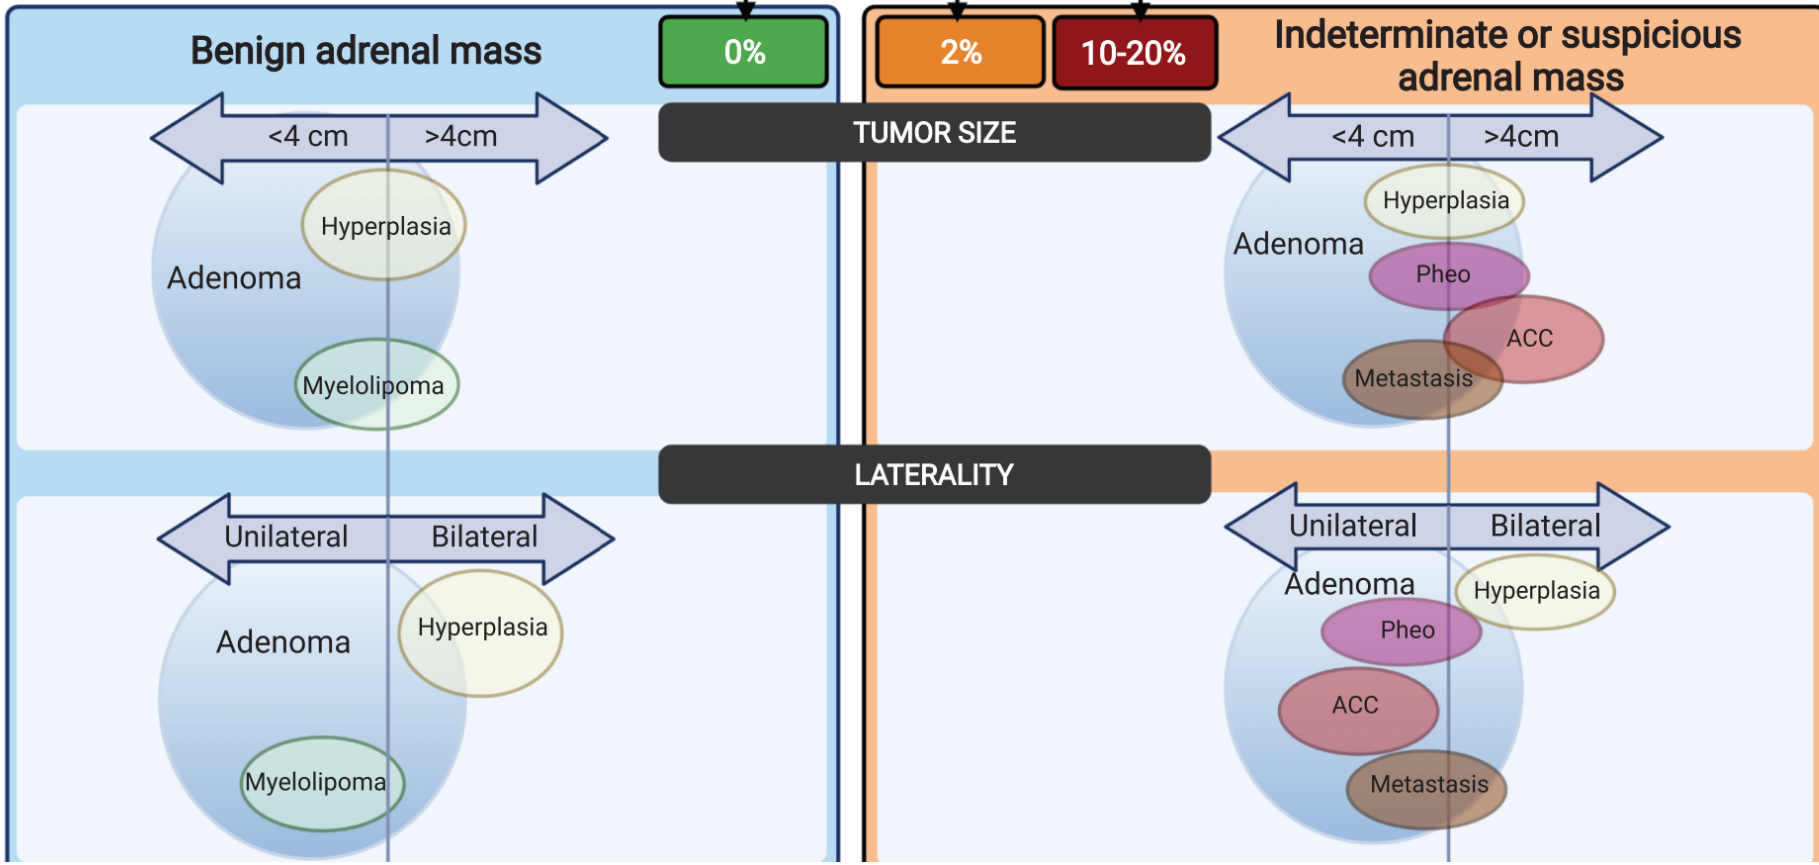 Benign adrenal mass
0%
2%
10-20%
Indeterminate or suspicious
adrenal mass
TUMOR SIZE
<4 cm
>4cm
Hyperplasia
Adenoma
Myelolipoma
<4 cm
>4cm
Hyperplasia
Adenoma
Pheo
ACC
Metastasis
LATERALITY
Unilateral
Bilateral
Hyperplasia
Adenoma
Myelolipoma
Unilateral
Bilateral
Adenoma
Hyperplasia
Pheo
ACC
Metastasis